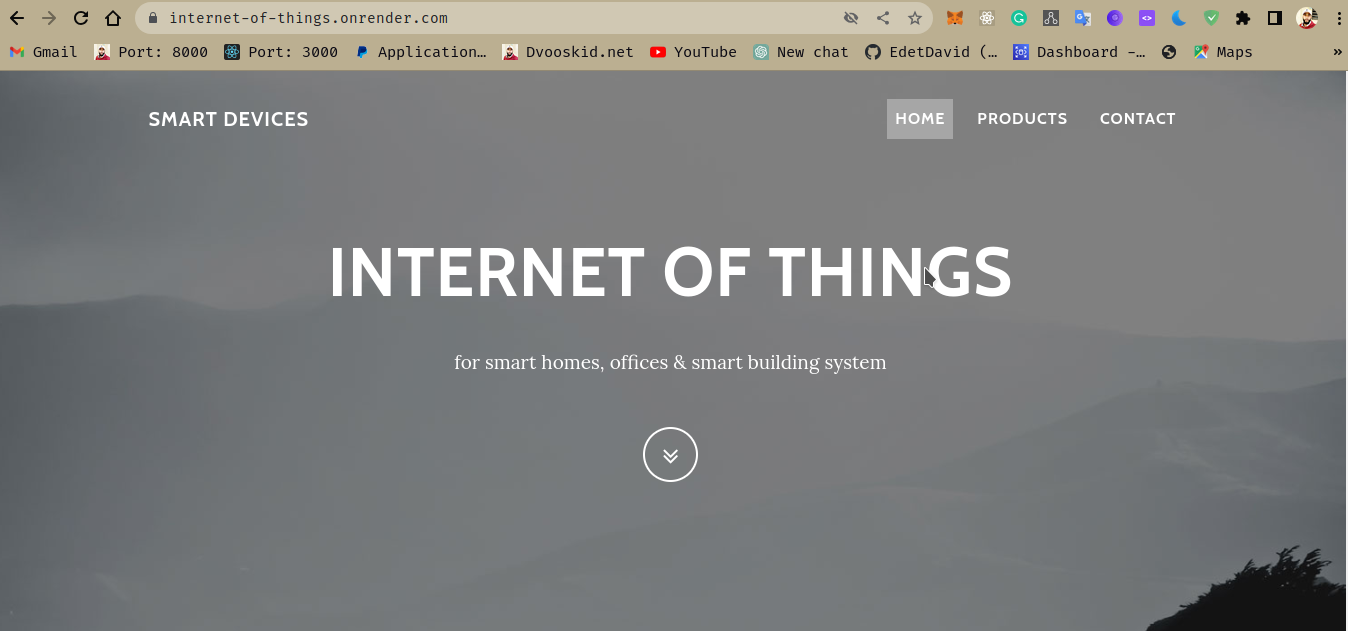 internet-of-things.onrender.com
Gmail Port: 8000 Port: 3000 Application… Dvooskid.net YouTube New chat EdetDavid (… Dashboard –… Maps »
SMART DEVICES HOME PRODUCTS CONTACT
INTERNET OF THINGS
for smart homes, offices & smart building system